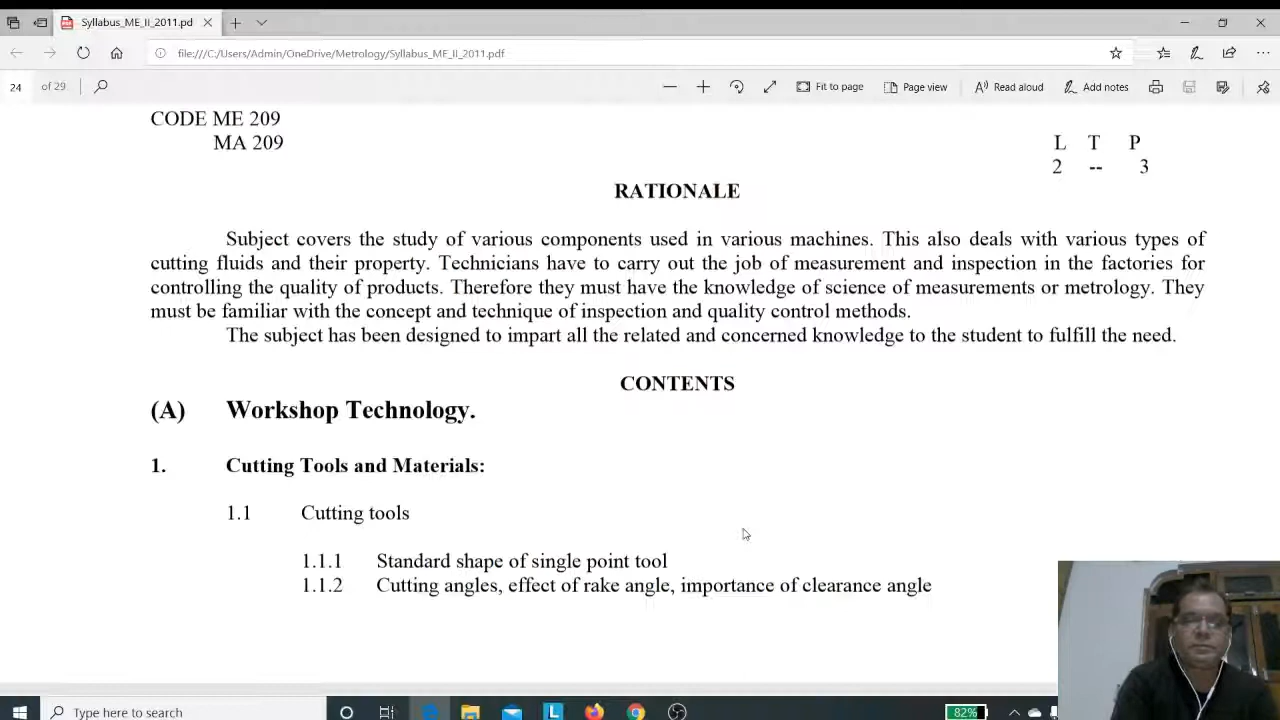 Syllabus_ME_II_2011.pd
file:///C:/Users/Admin/OneDrive/Metrology/Syllabus_ME_II_2011.pdf
24 of 29
Fit to page
Page view
Read aloud
Add notes
CODE ME 209
MA 209
L T P
2 -- 3
RATIONALE
Subject covers the study of various components used in various machines. This also deals with various types of
cutting fluids and their property. Technicians have to carry out the job of measurement and inspection in the factories for
controlling the quality of products. Therefore they must have the knowledge of science of measurements or metrology. They
must be familiar with the concept and technique of inspection and quality control methods.
The subject has been designed to impart all the related and concerned knowledge to the student to fulfill the need.
CONTENTS
(A) Workshop Technology.
1. Cutting Tools and Materials:
1.1 Cutting tools
1.1.1 Standard shape of single point tool
1.1.2 Cutting angles, effect of rake angle, importance of clearance angle
Type here to search
82%